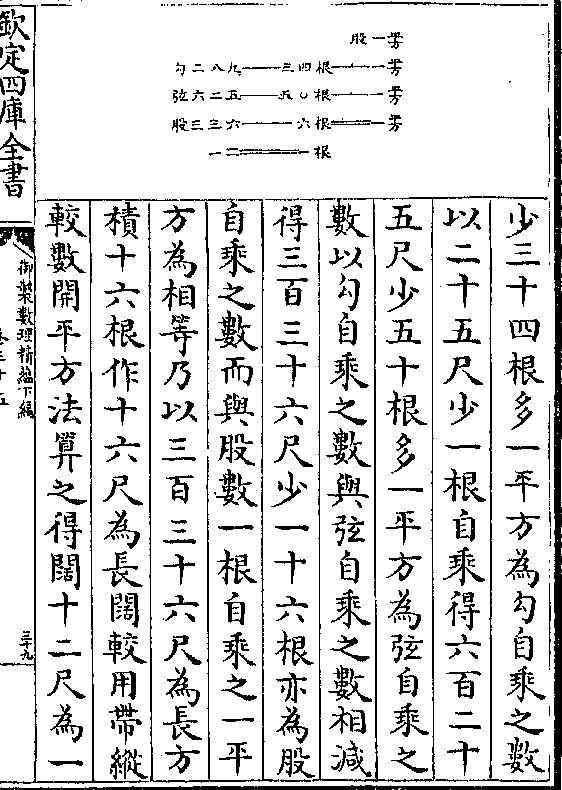 股一方
勾二八九——三四根——一方
弦六二五——五〇根——一方
股三三六——一六根══一方
一二══一根
少三十四根多一平方為勾自乘之數
以二十五尺少一根自乘得六百二十
五尺少五十根多一平方為弦自乘之
數以勾自乘之數與弦自乘之數相減
得三百三十六尺少一十六根亦為股
自乘之數而與股數一根自乘之一平
方為相等乃以三百三十六尺為長方
積十六根作十六尺為長闊較用帶縱
較數開平方法算之得闊十二尺為一
欽定四庫全書
御製數理精蘊下編
三十九